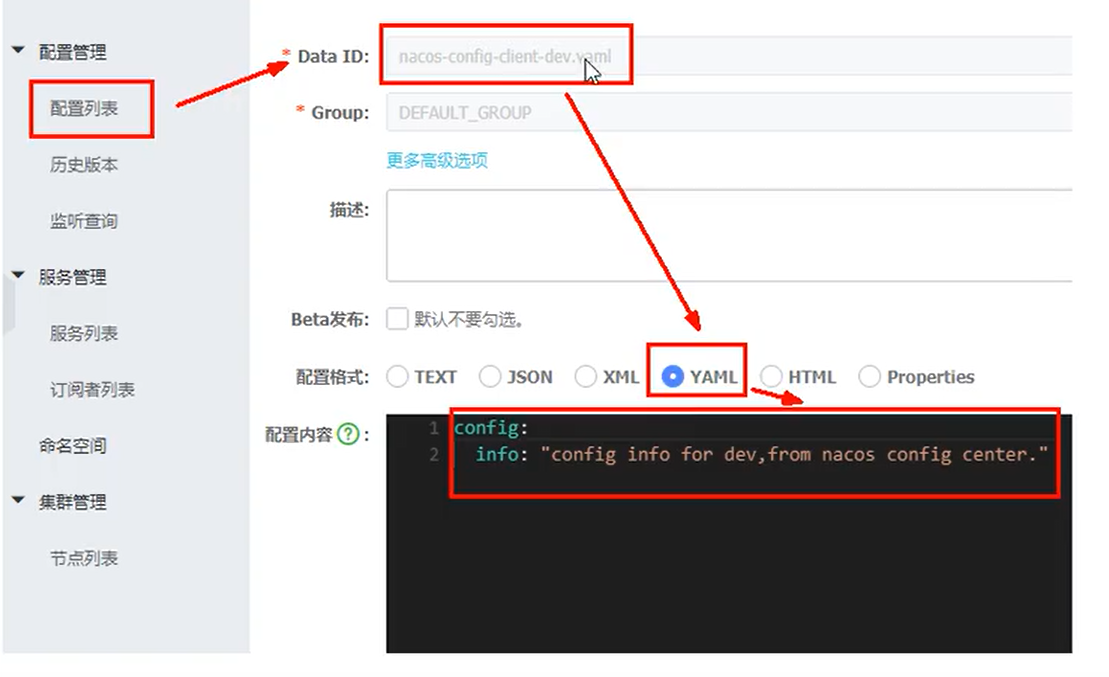 配置管理
配置列表
历史版本
监听查询
服务管理
服务列表
订阅者列表
命名空间
集群管理
节点列表
* Data ID: nacos-config-client-dev.yaml
* Group: DEFAULT_GROUP
更多高级选项
描述:
Beta发布: 默认不要勾选。
配置格式: TEXT JSON XML YAML HTML Properties
配置内容 ? :
1 config:
2 info: "config info for dev,from nacos config center."